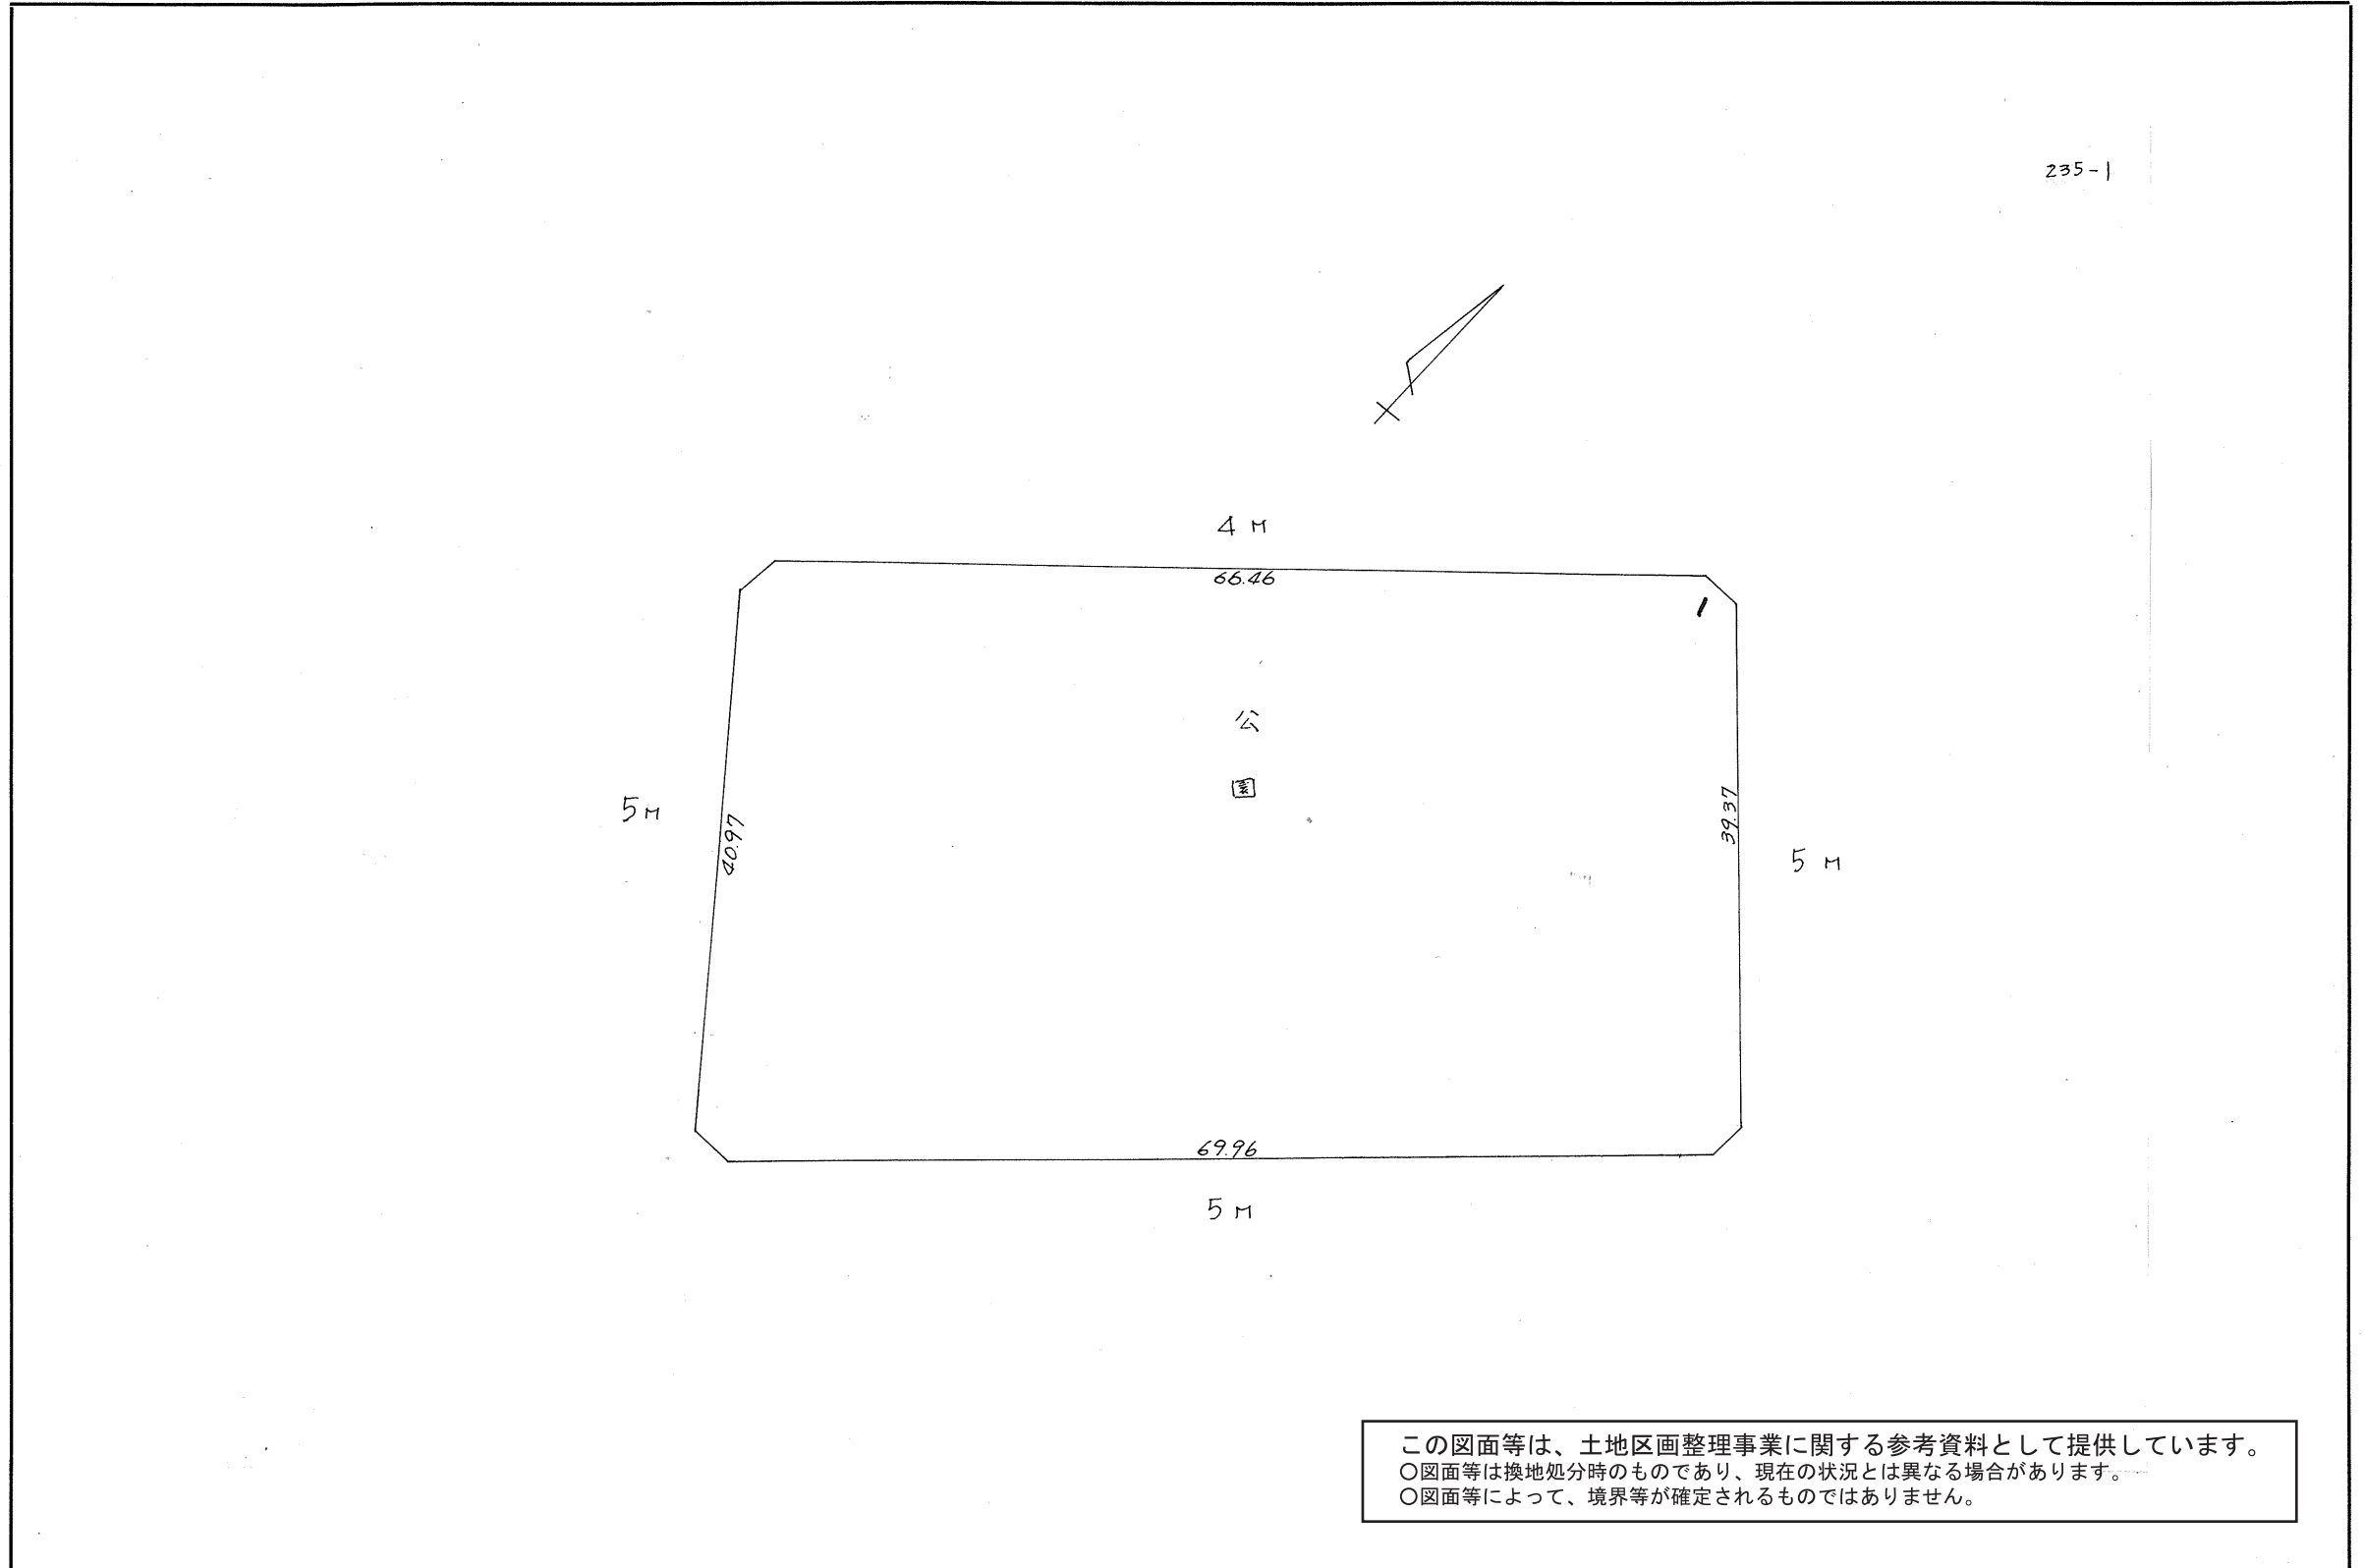 235-1
4 M
66.46
1
公
園
5M
40.97
39.37
5 M
69.96
5 M
この図面等は、土地区画整理事業に関する参考資料として提供しています。
○図面等は換地処分時のものであり、現在の状況とは異なる場合があります。
○図面等によって、境界等が確定されるものではありません。